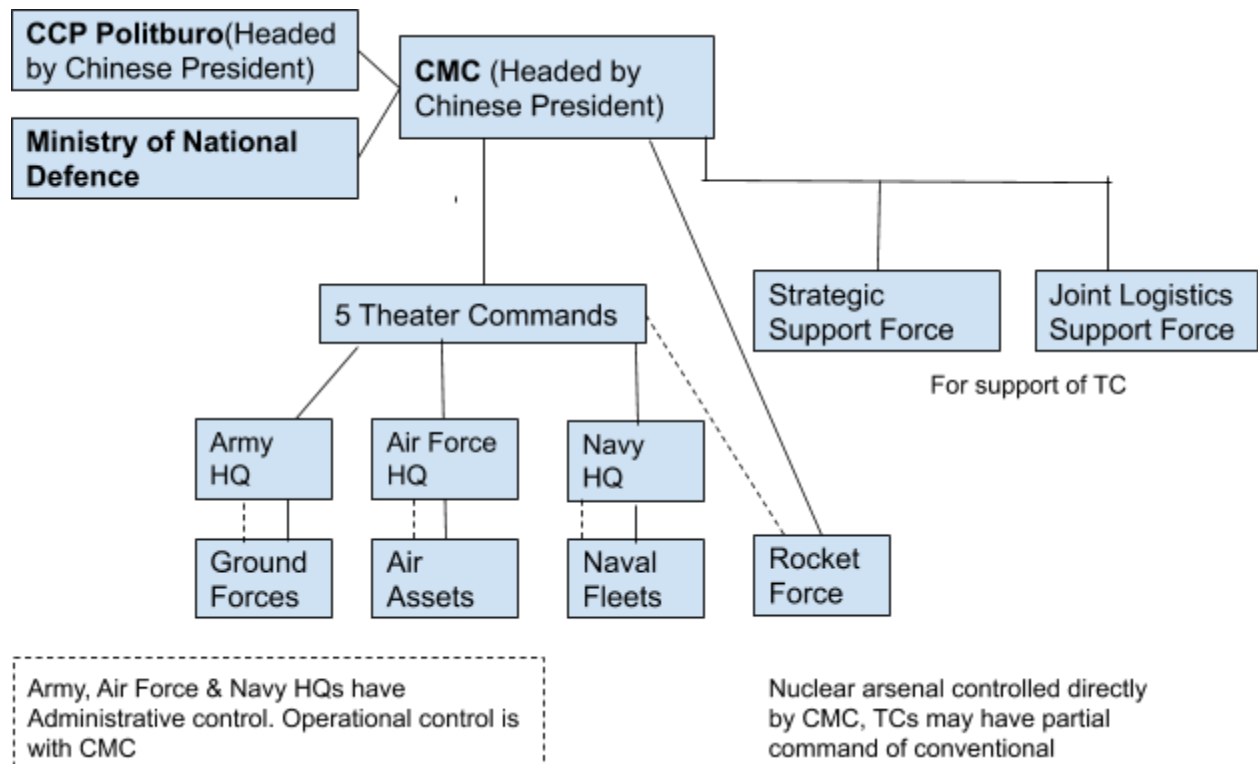 CCP Politburo(Headed
by Chinese President)
CMC (Headed by
Chinese President)
Ministry of National
Defence
5 Theater Commands
Strategic
Support Force
Joint Logistics
Support Force
For support of TC
Army
HQ
Air Force
HQ
Navy
HQ
Ground
Forces
Air
Assets
Naval
Fleets
Rocket
Force
Army, Air Force & Navy HQs have
Administrative control. Operational control is
with CMC
Nuclear arsenal controlled directly
by CMC, TCs may have partial
command of conventional